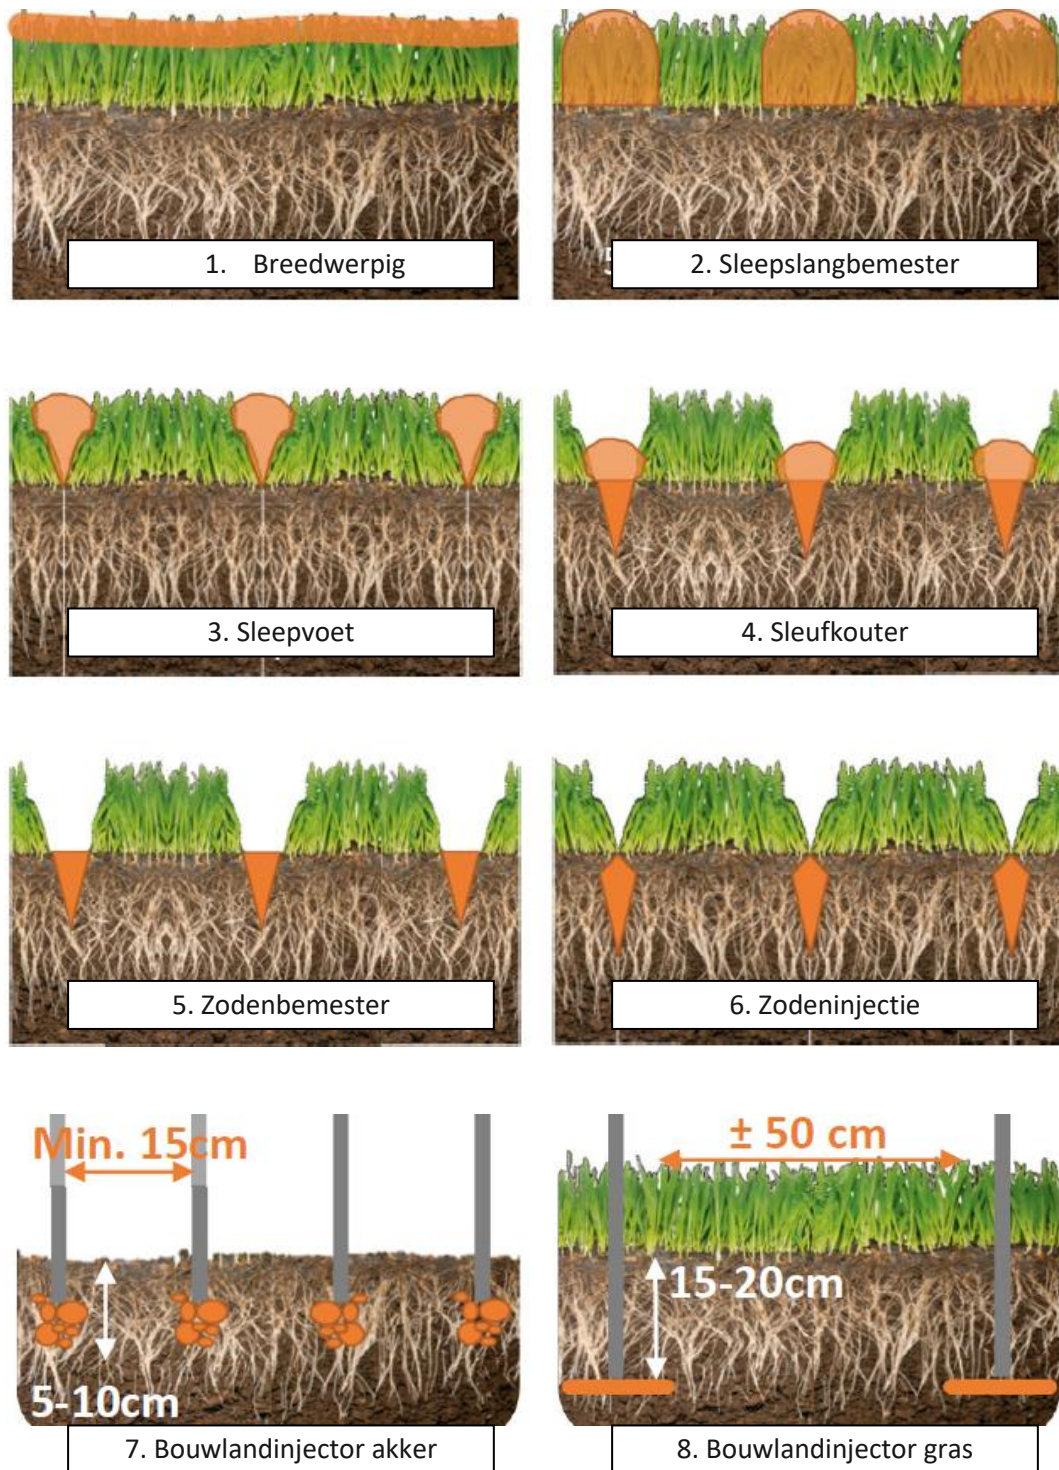 1. Breedwerpig
2. Sleepslangbemester
3. Sleepvoet
4. Sleufkouter
5. Zodenbemester
6. Zodeninjectie
Min. 15cm
5-10cm
7. Bouwlandinjector akker
± 50 cm
15-20cm
8. Bouwlandinjector gras